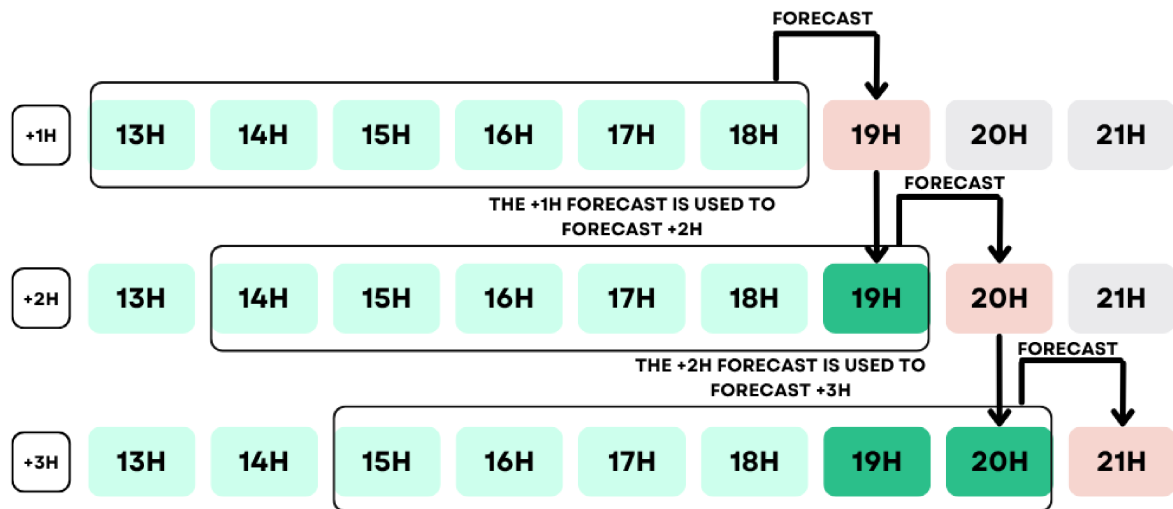 FORECAST
+1H 13H 14H 15H 16H 17H 18H 19H 20H 21H
FORECAST
THE +1H FORECAST IS USED TO
FORECAST +2H
+2H 13H 14H 15H 16H 17H 18H 19H 20H 21H
FORECAST
THE +2H FORECAST IS USED TO
FORECAST +3H
+3H 13H 14H 15H 16H 17H 18H 19H 20H 21H